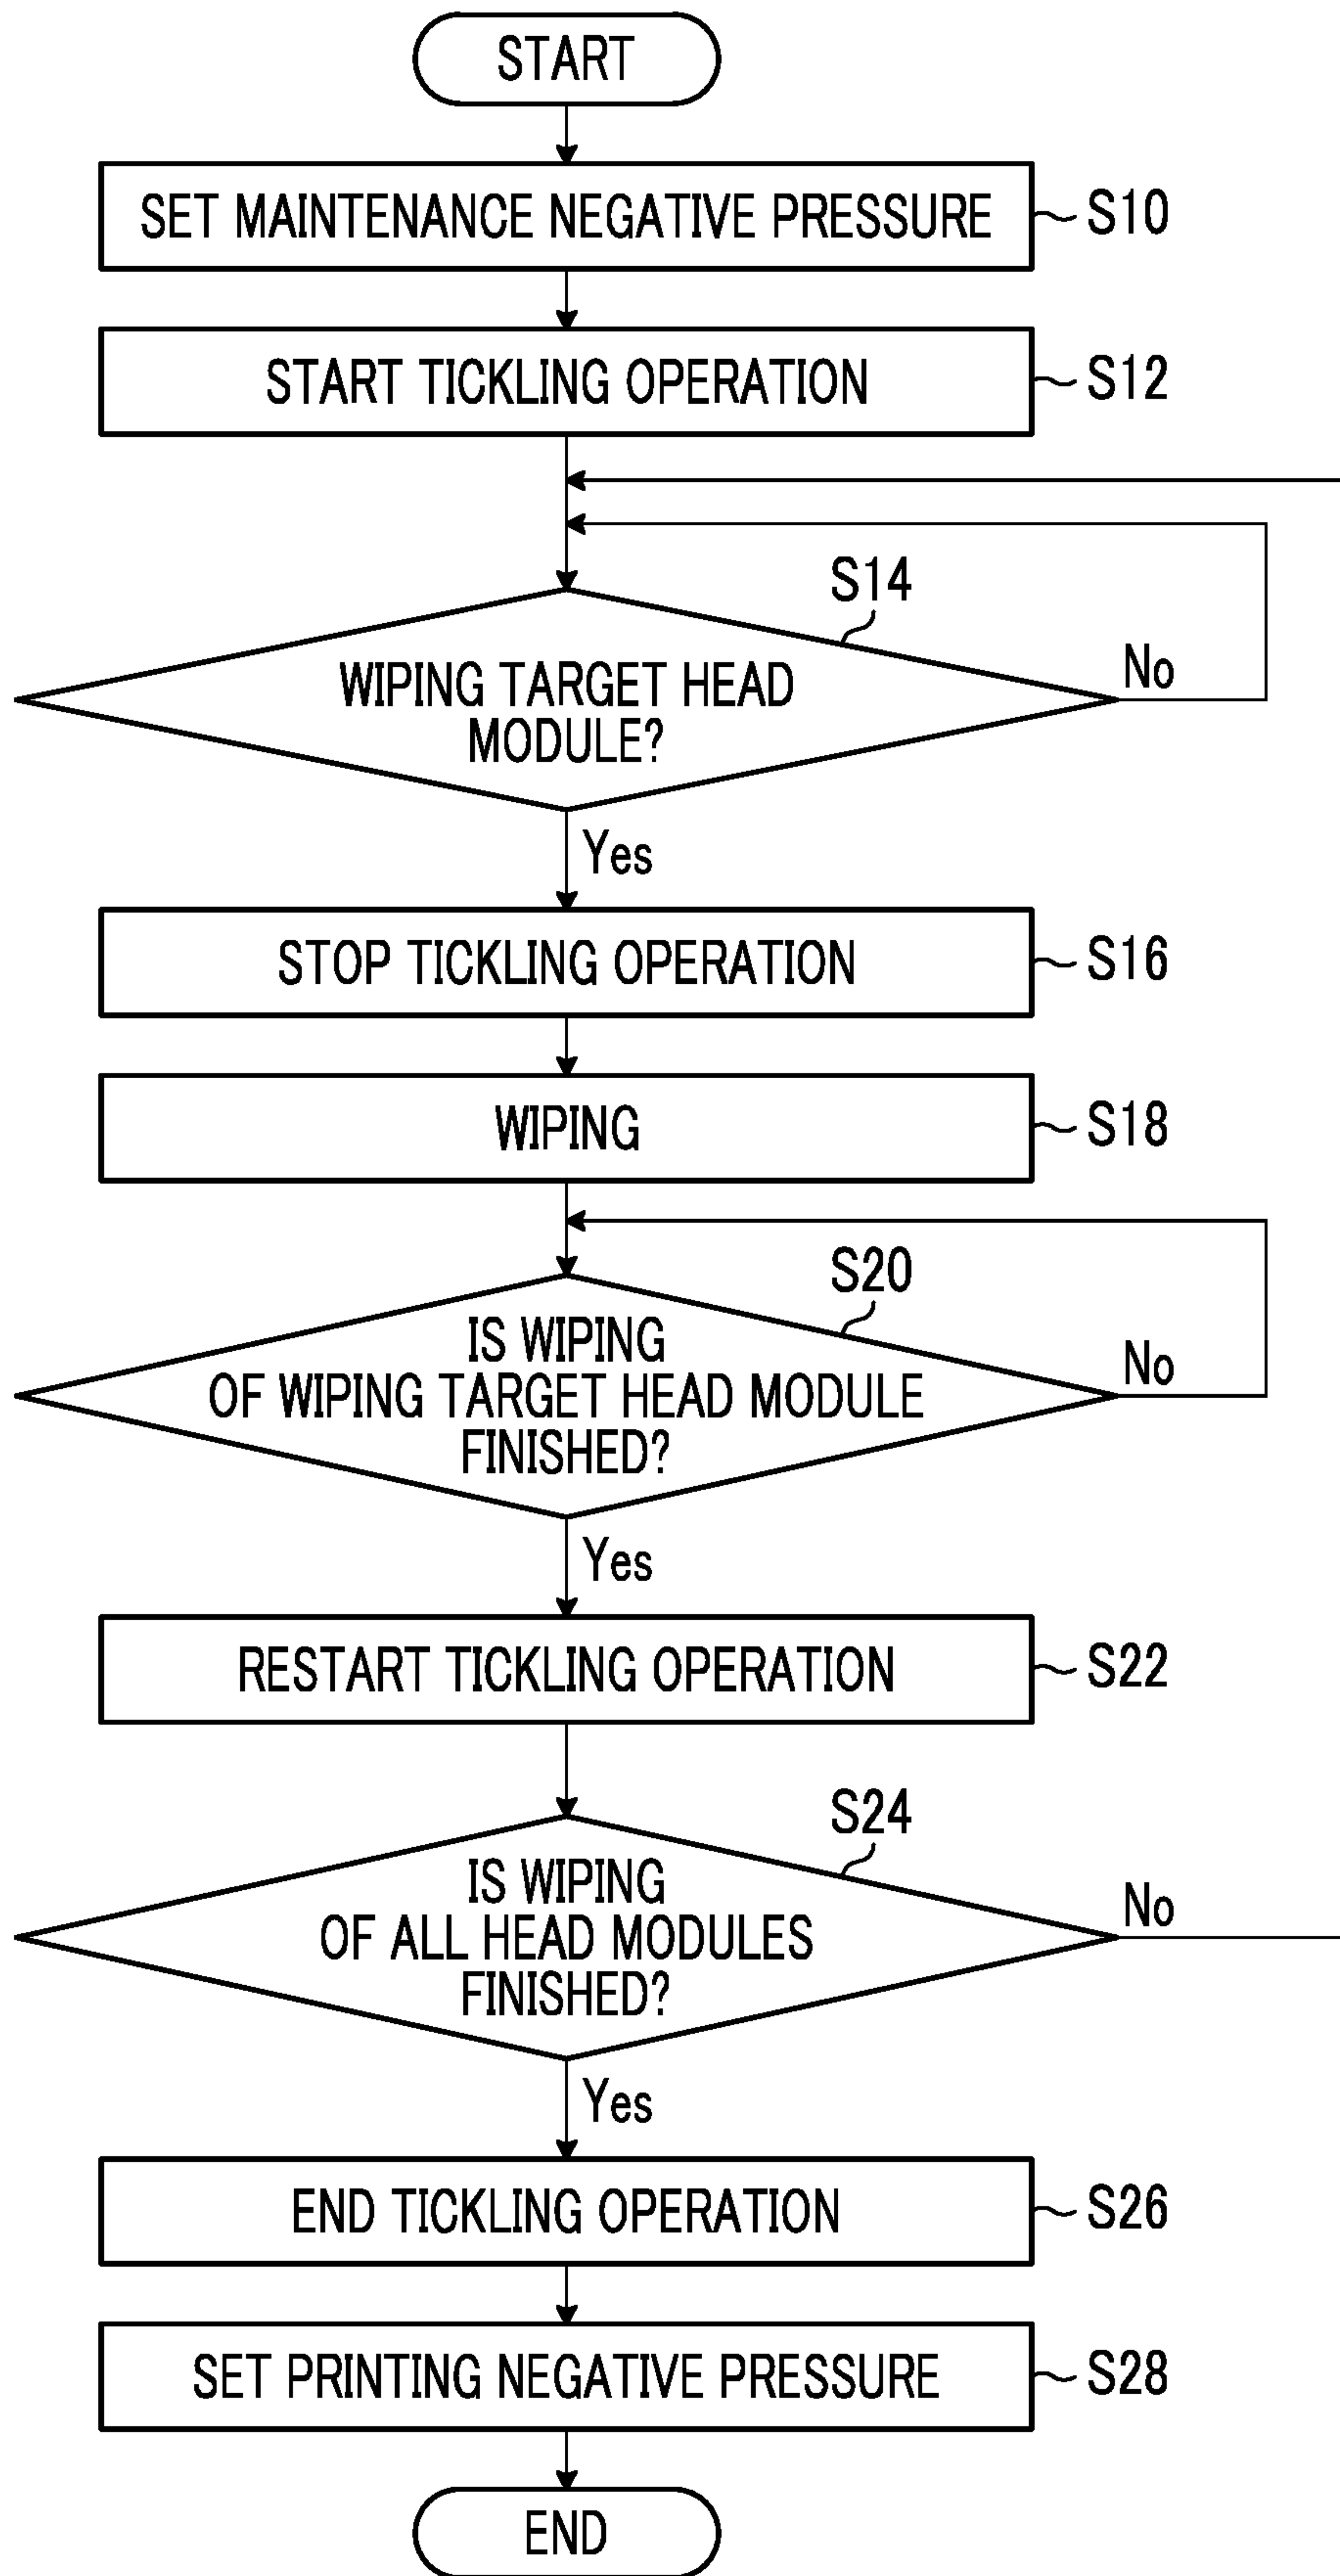 START
SET MAINTENANCE NEGATIVE PRESSURE
S10
START TICKLING OPERATION
S12
S14
WIPING TARGET HEAD
MODULE?
No
Yes
STOP TICKLING OPERATION
S16
WIPING
S18
S20
IS WIPING
OF WIPING TARGET HEAD MODULE
FINISHED?
No
Yes
RESTART TICKLING OPERATION
S22
S24
IS WIPING
OF ALL HEAD MODULES
FINISHED?
No
Yes
END TICKLING OPERATION
S26
SET PRINTING NEGATIVE PRESSURE
S28
END